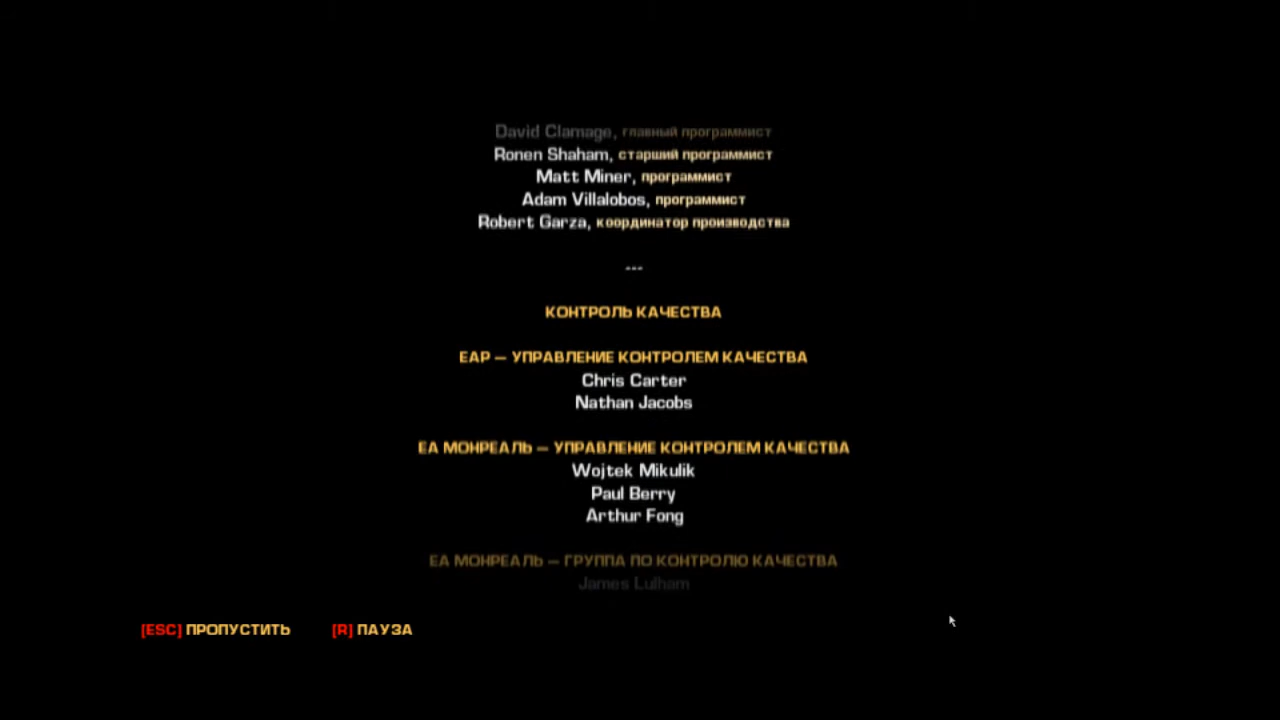 David Clamage, главный программист
Ronen Shaham, старший программист
Matt Miner, программист
Adam Villalobos, программист
Robert Garza, координатор производства
---
КОНТРОЛЬ КАЧЕСТВА
EAP — УПРАВЛЕНИЕ КОНТРОЛЕМ КАЧЕСТВА
Chris Carter
Nathan Jacobs
EA МОНРЕАЛЬ — УПРАВЛЕНИЕ КОНТРОЛЕМ КАЧЕСТВА
Wojtek Mikulik
Paul Berry
Arthur Fong
EA МОНРЕАЛЬ — ГРУППА ПО КОНТРОЛЮ КАЧЕСТВА
James Lulham
[ESC] ПРОПУСТИТЬ [R] ПАУЗА